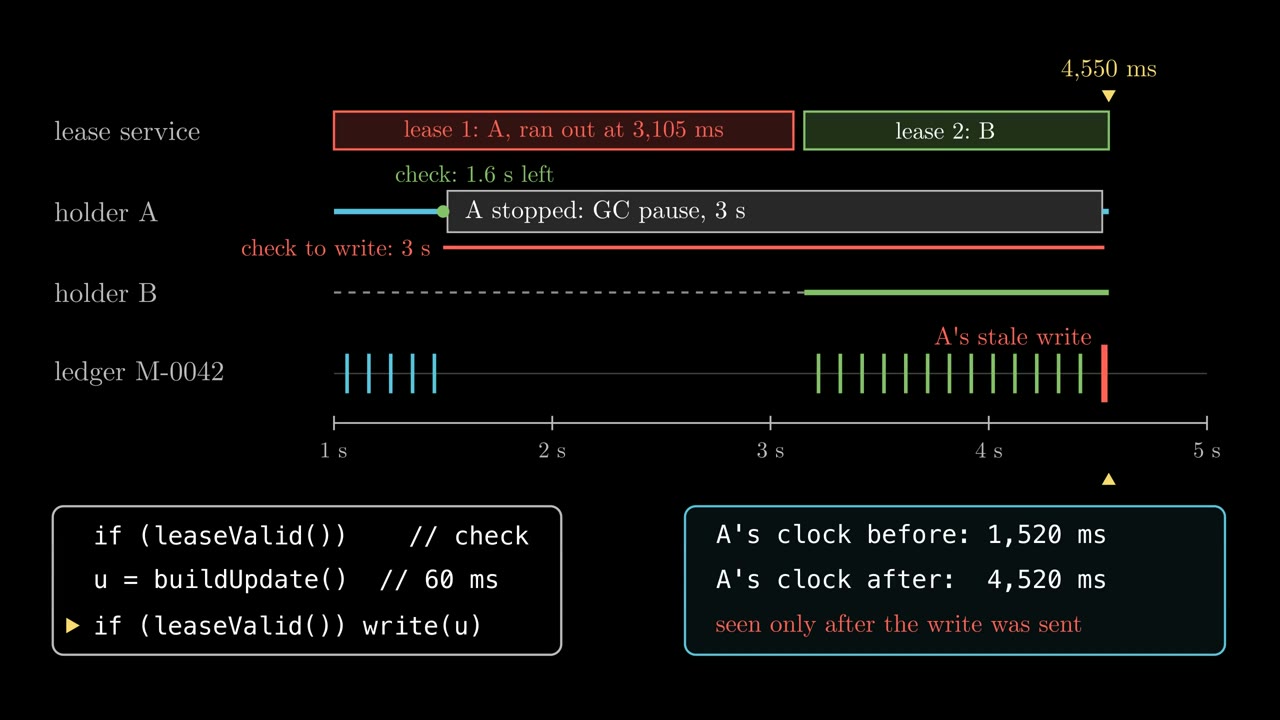 4,550 ms
lease service
lease 1: A, ran out at 3,105 ms
lease 2: B
check: 1.6 s left
holder A
A stopped: GC pause, 3 s
check to write: 3 s
holder B
A's stale write
ledger M-0042
1 s
2 s
3 s
4 s
5 s
if (leaseValid())    // check
u = buildUpdate()  // 60 ms
if (leaseValid()) write(u)
A's clock before: 1,520 ms
A's clock after:  4,520 ms
seen only after the write was sent